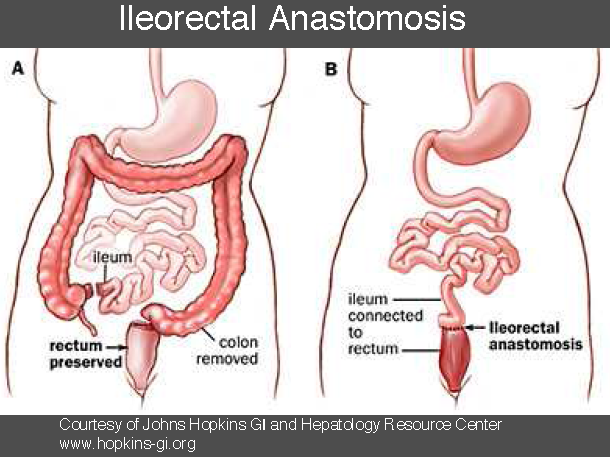 Ileorectal Anastomosis
A
B
ileum
rectum
preserved
colon
removed
ileum
connected
to
rectum
Ileorectal
anastomosis
Courtesy of Johns Hopkins GI and Hepatology Resource Center
www.hopkins-gi.org